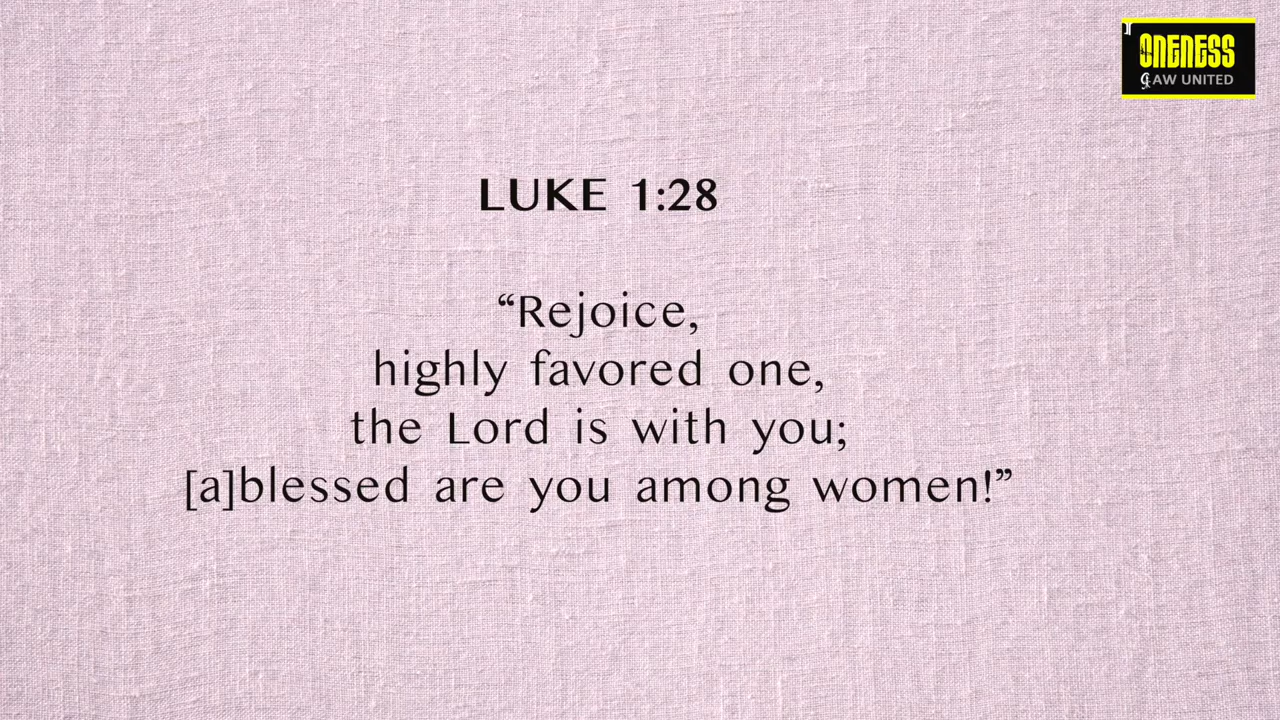 ONENESS
AW UNITED
LUKE 1:28
“Rejoice,
highly favored one,
the Lord is with you;
[a]blessed are you among women!”